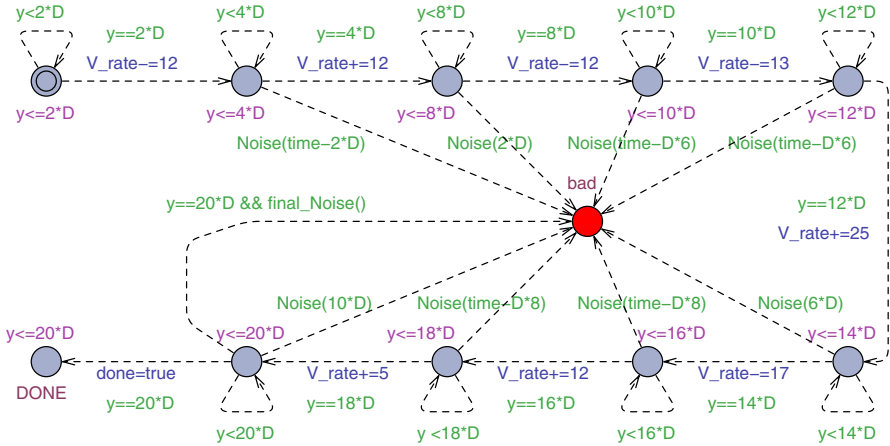 y<2*D
y<4*D
y<8*D
y<10*D
y<12*D
y==2*D
y==4*D
y==8*D
y==10*D
V_rate−=12
V_rate+=12
V_rate−=12
V_rate−=13
y<=2*D
y<=4*D
y<=8*D
y<=10*D
y<=12*D
Noise(time−2*D)
Noise(2*D)
Noise(time−D*6)
Noise(time−D*6)
bad
y==20*D && final_Noise()
y==12*D
V_rate+=25
Noise(10*D)
Noise(time−D*8)
Noise(time−D*8)
Noise(6*D)
y<=20*D
y<=20*D
y<=18*D
y<=16*D
y<=14*D
done=true
V_rate+=5
V_rate+=12
V_rate−=17
DONE
y==20*D
y==18*D
y==16*D
y==14*D
y<20*D
y <18*D
y<16*D
y<14*D